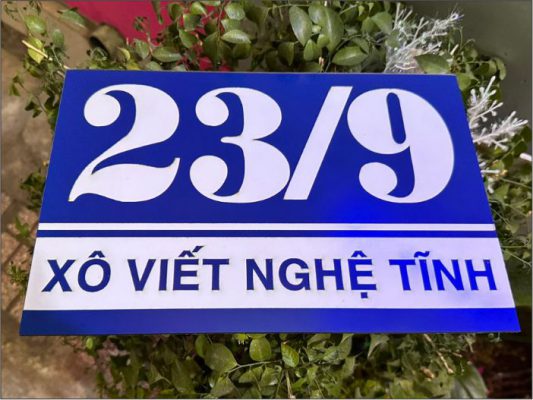 23/9
XÔ VIẾT NGHỆ TĨNH